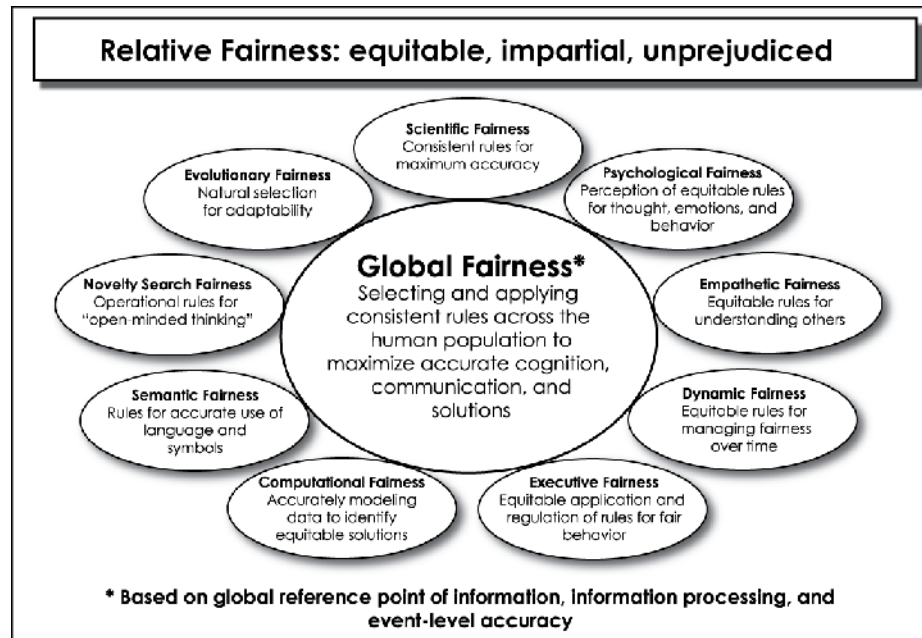 Relative Fairness: equitable, impartial, unprejudiced
Scientific Fairness
Consistent rules for
maximum accuracy
Psychological Fairness
Perception of equitable rules
for thought, emotions, and
behavior
Empathetic Fairness
Equitable rules for
understanding others
Dynamic Fairness
Equitable rules for
managing fairness
over time
Executive Fairness
Equitable application and
regulation of rules for fair
behavior
Computational Fairness
Accurately modeling
data to identify
equitable solutions
Semantic Fairness
Rules for accurate use of
language and
symbols
Novelty Search Fairness
Operational rules for
“open-minded thinking”
Evolutionary Fairness
Natural selection
for adaptability
Global Fairness*
Selecting and applying
consistent rules across the
human population to
maximize accurate cognition,
communication, and
solutions
* Based on global reference point of information, information processing, and
event-level accuracy